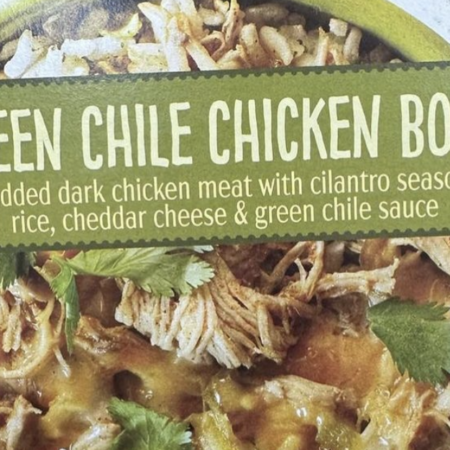 EEN CHILE CHICKEN BO
dded dark chicken meat with cilantro seaso
rice, cheddar cheese & green chile sauce